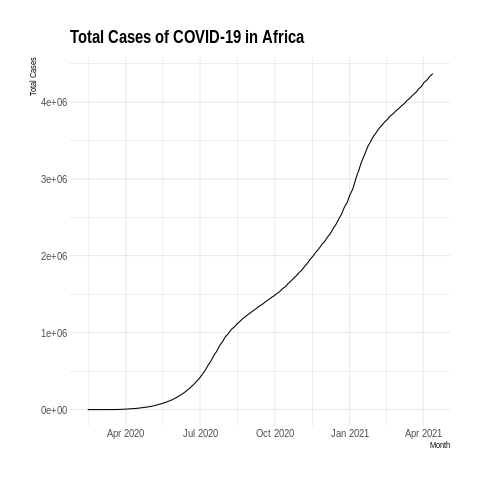 Total Cases of COVID-19 in Africa
Total Cases
4e+06
3e+06
2e+06
1e+06
0e+00
Apr 2020 Jul 2020 Oct 2020 Jan 2021 Apr 2021
Month